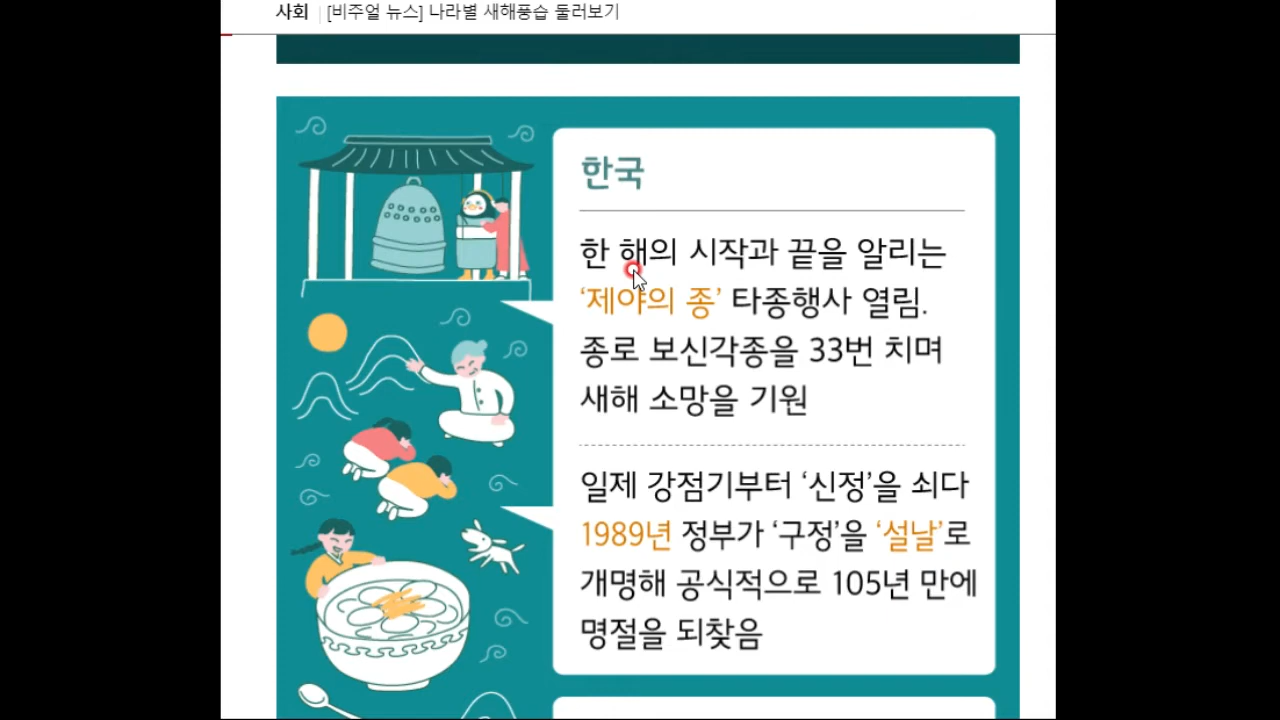 사회 [비주얼 뉴스] 나라별 새해풍습 둘러보기
한국
한 해의 시작과 끝을 알리는
‘제야의 종’ 타종행사 열림.
종로 보신각종을 33번 치며
새해 소망을 기원
일제 강점기부터 ‘신정’을 쇠다
1989년 정부가 ‘구정’을 ‘설날’로
개명해 공식적으로 105년 만에
명절을 되찾음